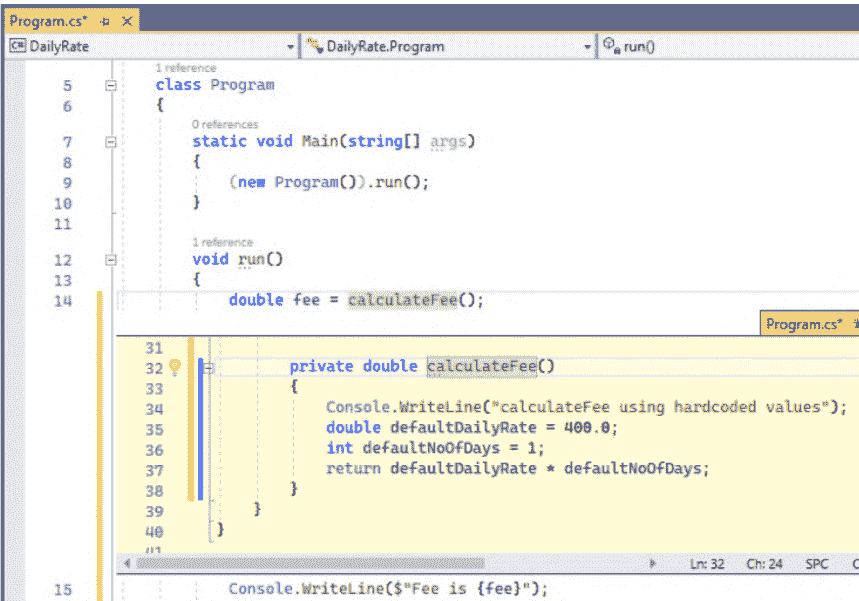 Program.cs*
C# DailyRate DailyRate.Program run()
1 reference
5 class Program
6 {
0 references
7 static void Main(string[] args)
8 {
9 (new Program()).run();
10 }
11
1 reference
12 void run()
13 {
14 double fee = calculateFee();
Program.cs*
31
32 private double calculateFee()
33 {
34 Console.WriteLine("calculateFee using hardcoded values");
35 double defaultDailyRate = 400.0;
36 int defaultNoOfDays = 1;
37 return defaultDailyRate * defaultNoOfDays;
38 }
39 }
40 }
41
Ln: 32 Ch: 24 SPC
15 Console.WriteLine($"Fee is {fee}");